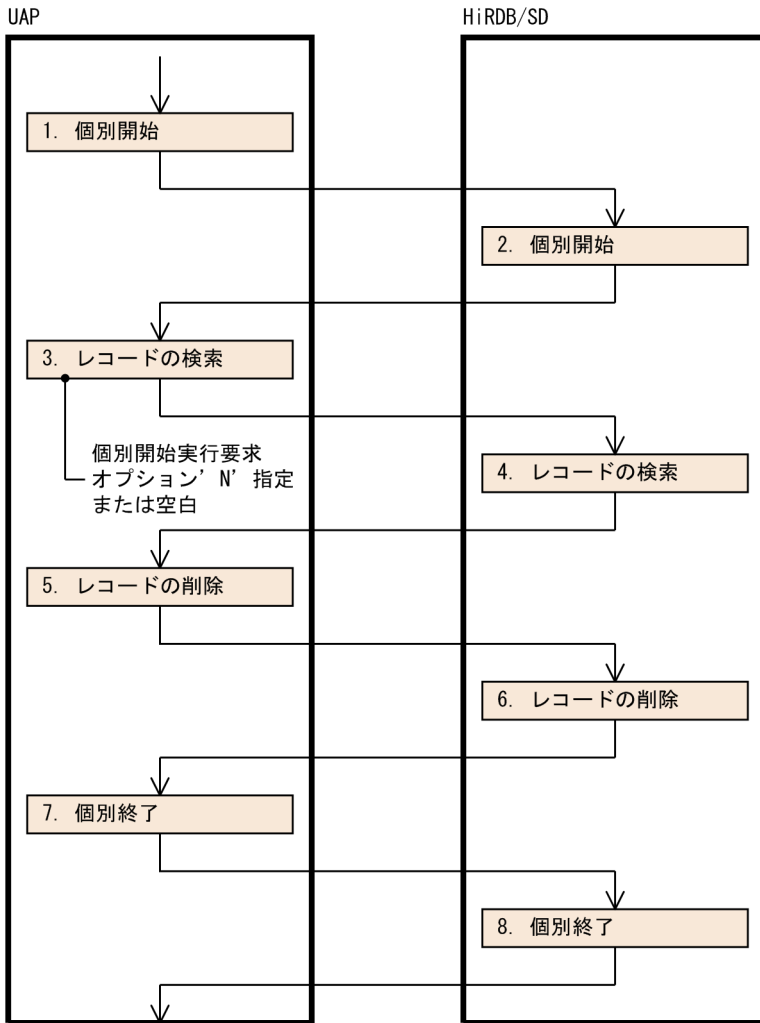 UAP
HiRDB/SD
1. 個別開始
2. 個別開始
3. レコードの検索
個別開始実行要求
オプション’N’指定
または空白
4. レコードの検索
5. レコードの削除
6. レコードの削除
7. 個別終了
8. 個別終了